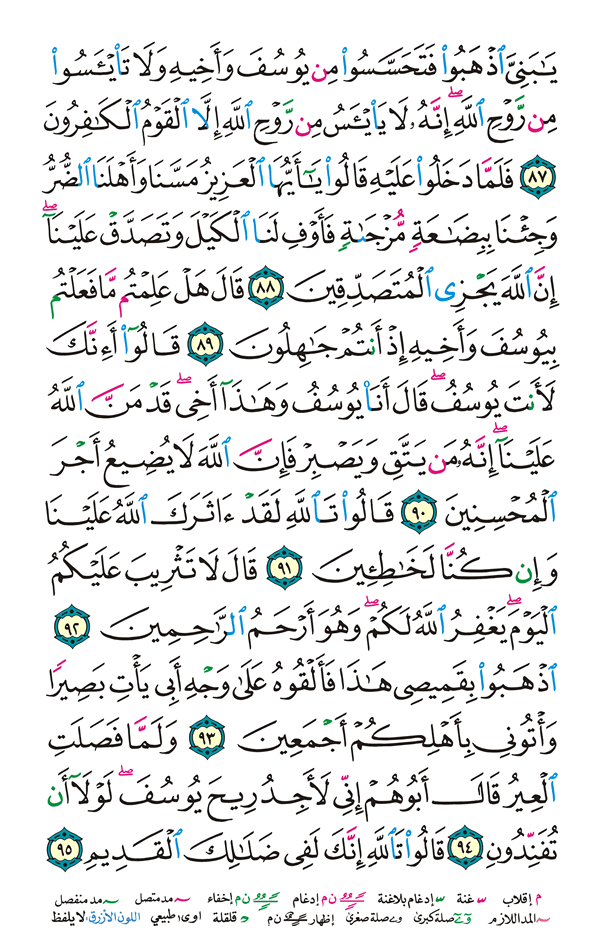 يَـٰبَنِىَّ ٱذْهَبُوا۟ فَتَحَسَّسُوا۟ مِن يُوسُفَ وَأَخِيهِ وَلَا تَا۟يْـَٔسُوا۟
مِن رَّوْحِ ٱللَّهِ ۖ إِنَّهُۥ لَا يَا۟يْـَٔسُ مِن رَّوْحِ ٱللَّهِ إِلَّا ٱلْقَوْمُ ٱلْكَـٰفِرُونَ
٨٧ فَلَمَّا دَخَلُوا۟ عَلَيْهِ قَالُوا۟ يَـٰٓأَيُّهَا ٱلْعَزِيزُ مَسَّنَا وَأَهْلَنَا ٱلضُّرُّ
وَجِئْنَا بِبِضَـٰعَةٍ مُّزْجَىٰةٍ فَأَوْفِ لَنَا ٱلْكَيْلَ وَتَصَدَّقْ عَلَيْنَآ ۖ
إِنَّ ٱللَّهَ يَجْزِى ٱلْمُتَصَدِّقِينَ ٨٨ قَالَ هَلْ عَلِمْتُم مَّا فَعَلْتُم
بِيُوسُفَ وَأَخِيهِ إِذْ أَنتُمْ جَـٰهِلُونَ ٨٩ قَالُوٓا۟ أَءِنَّكَ
لَأَنتَ يُوسُفُ ۖ قَالَ أَنَا۠ يُوسُفُ وَهَـٰذَآ أَخِى ۖ قَدْ مَنَّ ٱللَّهُ
عَلَيْنَآ ۖ إِنَّهُۥ مَن يَتَّقِ وَيَصْبِرْ فَإِنَّ ٱللَّهَ لَا يُضِيعُ أَجْرَ
ٱلْمُحْسِنِينَ ٩٠ قَالُوا۟ تَٱللَّهِ لَقَدْ ءَاثَرَكَ ٱللَّهُ عَلَيْنَا
وَإِن كُنَّا لَخَـٰطِـِٔينَ ٩١ قَالَ لَا تَثْرِيبَ عَلَيْكُمُ
ٱلْيَوْمَ ۖ يَغْفِرُ ٱللَّهُ لَكُمْ ۖ وَهُوَ أَرْحَمُ ٱلرَّٰحِمِينَ ٩٢
ٱذْهَبُوا۟ بِقَمِيصِى هَـٰذَا فَأَلْقُوهُ عَلَىٰ وَجْهِ أَبِى يَأْتِ بَصِيرًا
وَأْتُونِى بِأَهْلِكُمْ أَجْمَعِينَ ٩٣ وَلَمَّا فَصَلَتِ
ٱلْعِيرُ قَالَ أَبُوهُمْ إِنِّى لَأَجِدُ رِيحَ يُوسُفَ ۖ لَوْلَآ أَن
تُفَنِّدُونِ ٩٤ قَالُوا۟ تَٱللَّهِ إِنَّكَ لَفِى ضَلَـٰلِكَ ٱلْقَدِيمِ ٩٥
م إقلاب غنة إدغام بلاغنة ن م إدغام ن م إخفاء مد متصل مد منفصل
المد اللازم صلة كبرى صلة صغرى إظهار ن م قلقلة اوى طبيعي اللون الأزرق: لا يلفظ